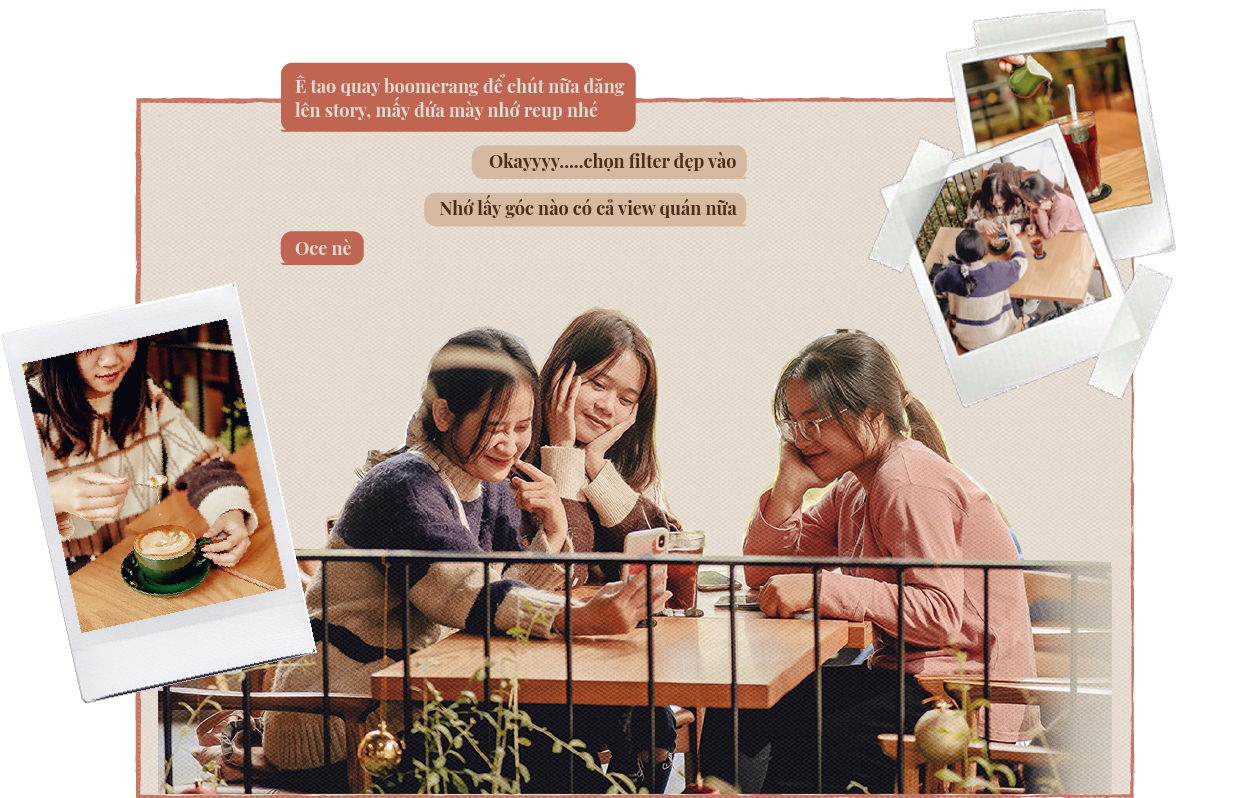 Ê tao quay boomerang để chút nữa đăng
lên story, mấy đứa mày nhớ reup nhé
Okayyyy.....chọn filter đẹp vào
Nhớ lấy góc nào có cả view quán nữa
Oce nè